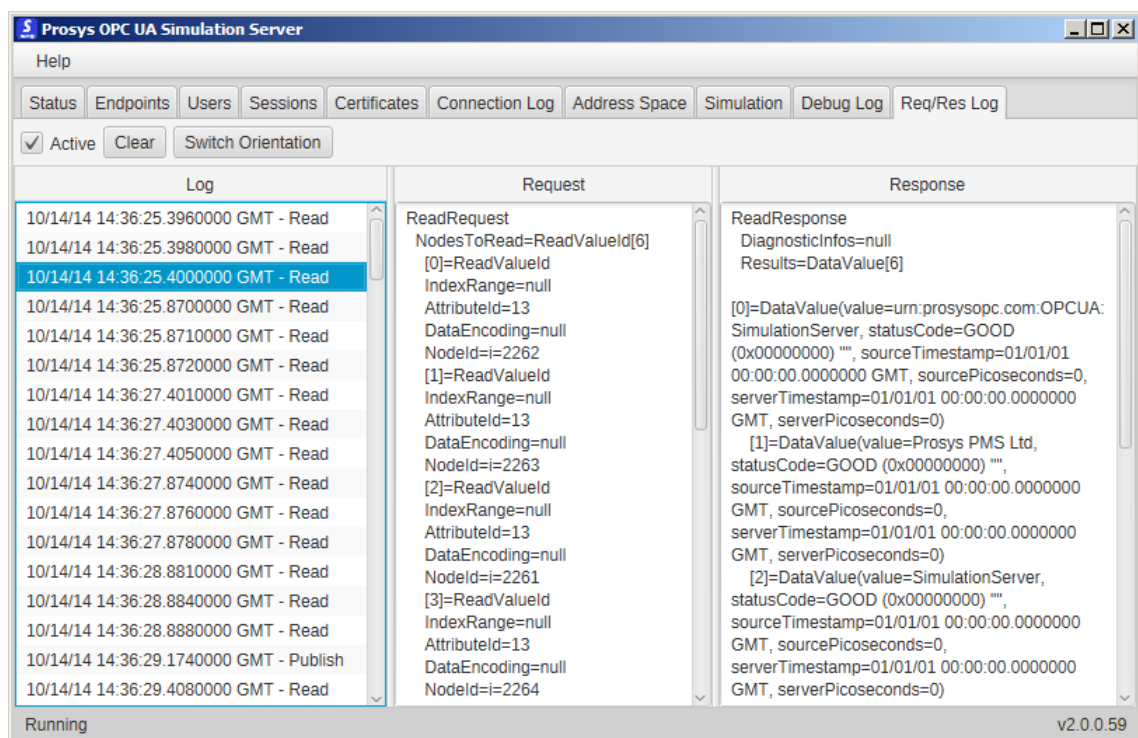 Prosys OPC UA Simulation Server
Help
Status Endpoints Users Sessions Certificates Connection Log Address Space Simulation Debug Log Req/Res Log
Active Clear Switch Orientation
Log
10/14/14 14:36:25.3960000 GMT - Read
10/14/14 14:36:25.3980000 GMT - Read
10/14/14 14:36:25.4000000 GMT - Read
10/14/14 14:36:25.8700000 GMT - Read
10/14/14 14:36:25.8710000 GMT - Read
10/14/14 14:36:25.8720000 GMT - Read
10/14/14 14:36:27.4010000 GMT - Read
10/14/14 14:36:27.4030000 GMT - Read
10/14/14 14:36:27.4050000 GMT - Read
10/14/14 14:36:27.8740000 GMT - Read
10/14/14 14:36:27.8760000 GMT - Read
10/14/14 14:36:27.8780000 GMT - Read
10/14/14 14:36:28.8810000 GMT - Read
10/14/14 14:36:28.8840000 GMT - Read
10/14/14 14:36:28.8880000 GMT - Read
10/14/14 14:36:29.1740000 GMT - Publish
10/14/14 14:36:29.4080000 GMT - Read
Request
ReadRequest
NodesToRead=ReadValueId[6]
[0]=ReadValueId
IndexRange=null
AttributeId=13
DataEncoding=null
NodeId=i=2262
[1]=ReadValueId
IndexRange=null
AttributeId=13
DataEncoding=null
NodeId=i=2263
[2]=ReadValueId
IndexRange=null
AttributeId=13
DataEncoding=null
NodeId=i=2261
[3]=ReadValueId
IndexRange=null
AttributeId=13
DataEncoding=null
NodeId=i=2264
Response
ReadResponse
DiagnosticInfos=null
Results=DataValue[6]
[0]=DataValue(value=urn:prosysopc.com:OPCUA:
SimulationServer, statusCode=GOOD
(0x00000000) "", sourceTimestamp=01/01/01
00:00:00.0000000 GMT, sourcePicoseconds=0,
serverTimestamp=01/01/01 00:00:00.0000000
GMT, serverPicoseconds=0)
[1]=DataValue(value=Prosys PMS Ltd,
statusCode=GOOD (0x00000000) "",
sourceTimestamp=01/01/01 00:00:00.0000000
GMT, sourcePicoseconds=0,
serverTimestamp=01/01/01 00:00:00.0000000
GMT, serverPicoseconds=0)
[2]=DataValue(value=SimulationServer,
statusCode=GOOD (0x00000000) "",
sourceTimestamp=01/01/01 00:00:00.0000000
GMT, sourcePicoseconds=0,
serverTimestamp=01/01/01 00:00:00.0000000
GMT, serverPicoseconds=0)
Running
v2.0.0.59